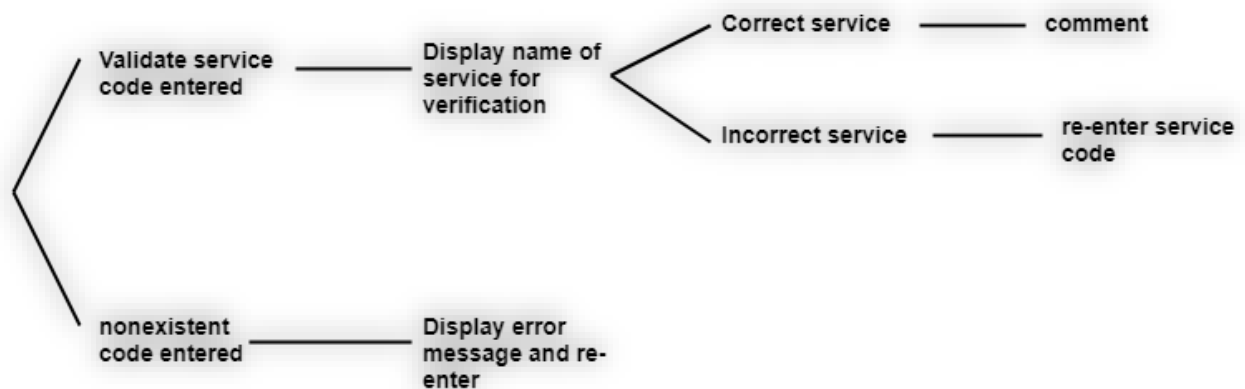 Correct service
comment
Validate service
code entered
Display name of
service for
verification
Incorrect service
re-enter service
code
nonexistent
code entered
Display error
message and re-
enter